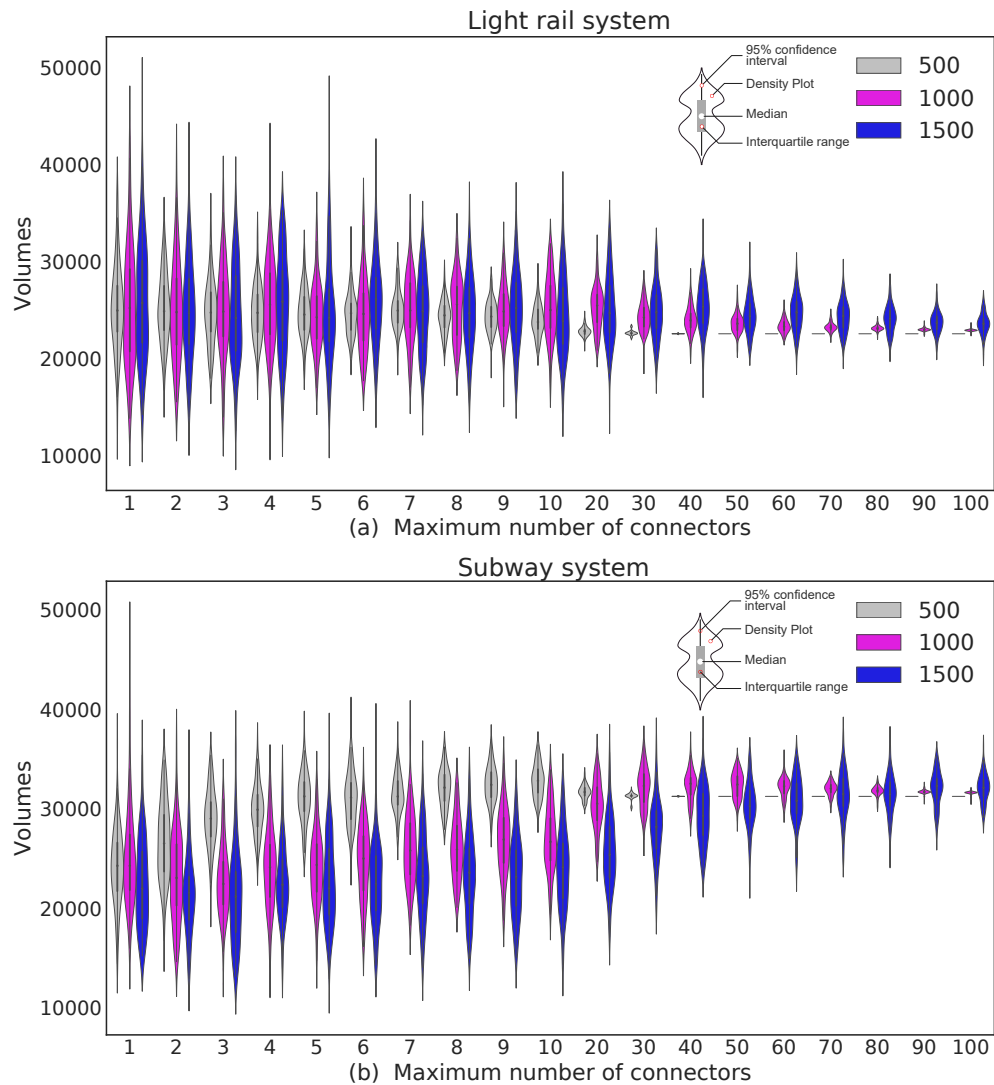 Light rail system
50000
40000
30000
20000
10000
Volumes
95% confidence
interval
Density Plot
Median
Interquartile range
500
1000
1500
1 2 3 4 5 6 7 8 9 10 20 30 40 50 60 70 80 90 100
(a) Maximum number of connectors
Subway system
50000
40000
30000
20000
10000
Volumes
95% confidence
interval
Density Plot
Median
Interquartile range
500
1000
1500
1 2 3 4 5 6 7 8 9 10 20 30 40 50 60 70 80 90 100
(b) Maximum number of connectors